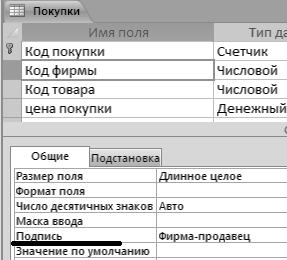 Покупки
Имя поля Тип да
Код покупки Счетчик
Код фирмы Числовой
Код товара Числовой
цена покупки Денежный
Общие Подстановка
Размер поля Длинное целое
Формат поля
Число десятичных знаков Авто
Маска ввода
Подпись Фирма-продавец
Значение по умолчанию